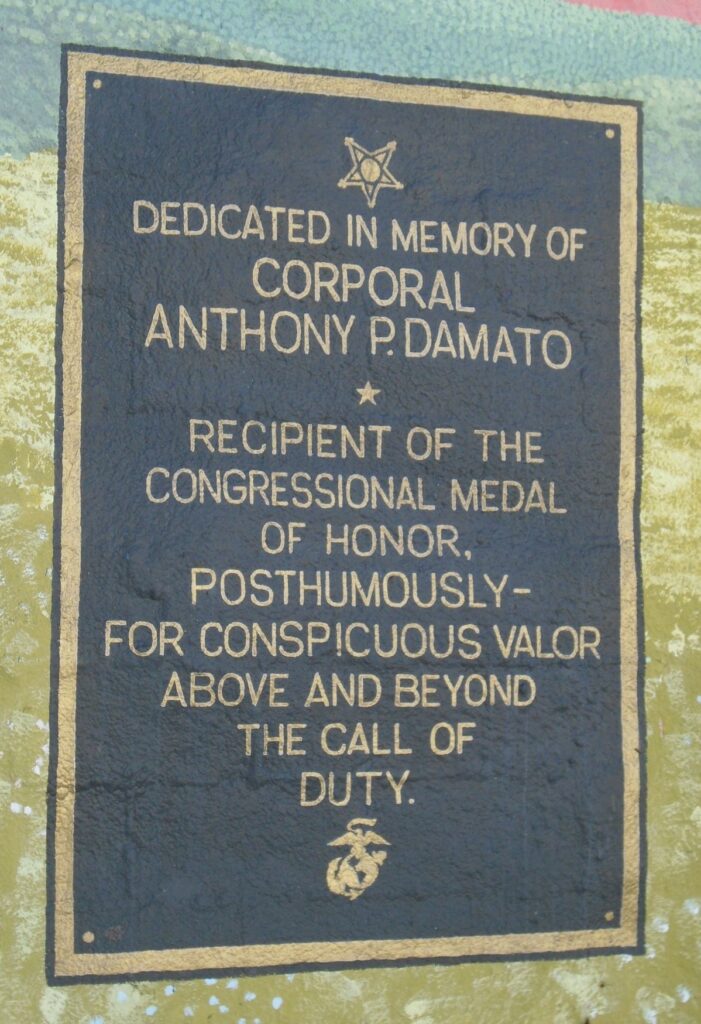 DEDICATED IN MEMORY OF
CORPORAL
ANTHONY P. DAMATO
RECIPIENT OF THE
CONGRESSIONAL MEDAL
OF HONOR,
POSTHUMOUSLY-
FOR CONSPICUOUS VALOR
ABOVE AND BEYOND
THE CALL OF
DUTY.